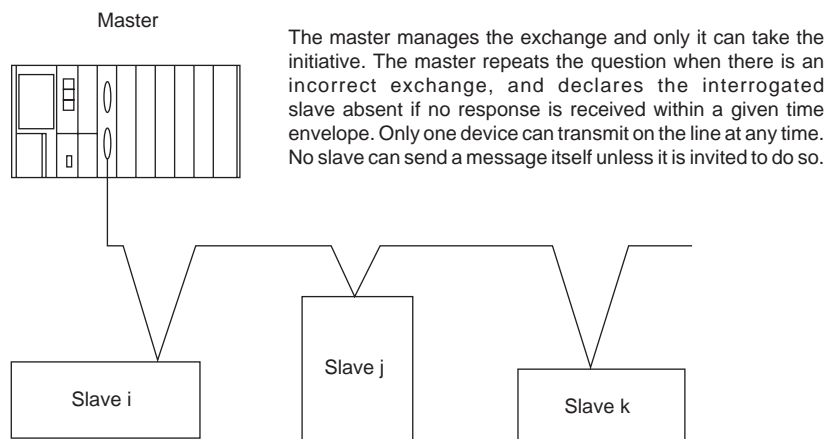 Master
The master manages the exchange and only it can take the
initiative. The master repeats the question when there is an
incorrect exchange, and declares the interrogated
slave absent if no response is received within a given time
envelope. Only one device can transmit on the line at any time.
No slave can send a message itself unless it is invited to do so.
Slave i
Slave j
Slave k